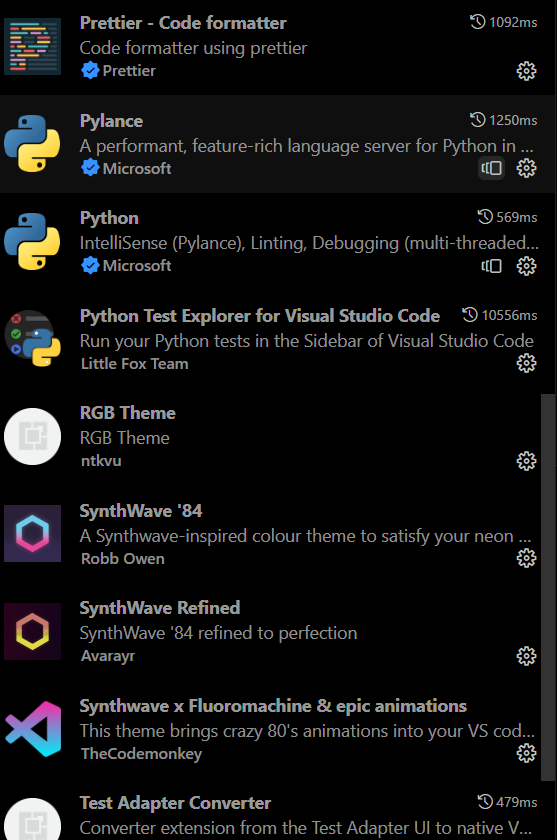 Prettier - Code formatter 1092ms
Code formatter using prettier
Prettier
Pylance 1250ms
A performant, feature-rich language server for Python in ...
Microsoft
Python 569ms
IntelliSense (Pylance), Linting, Debugging (multi-threaded...
Microsoft
Python Test Explorer for Visual Studio Code 10556ms
Run your Python tests in the Sidebar of Visual Studio Code
Little Fox Team
RGB Theme
RGB Theme
ntkvu
SynthWave '84
A Synthwave-inspired colour theme to satisfy your neon ...
Robb Owen
SynthWave Refined
SynthWave '84 refined to perfection
Avarayr
Synthwave x Fluoromachine & epic animations
This theme brings crazy 80's animations into your VS cod...
TheCodemonkey
Test Adapter Converter 479ms
Converter extension from the Test Adapter UI to native V...